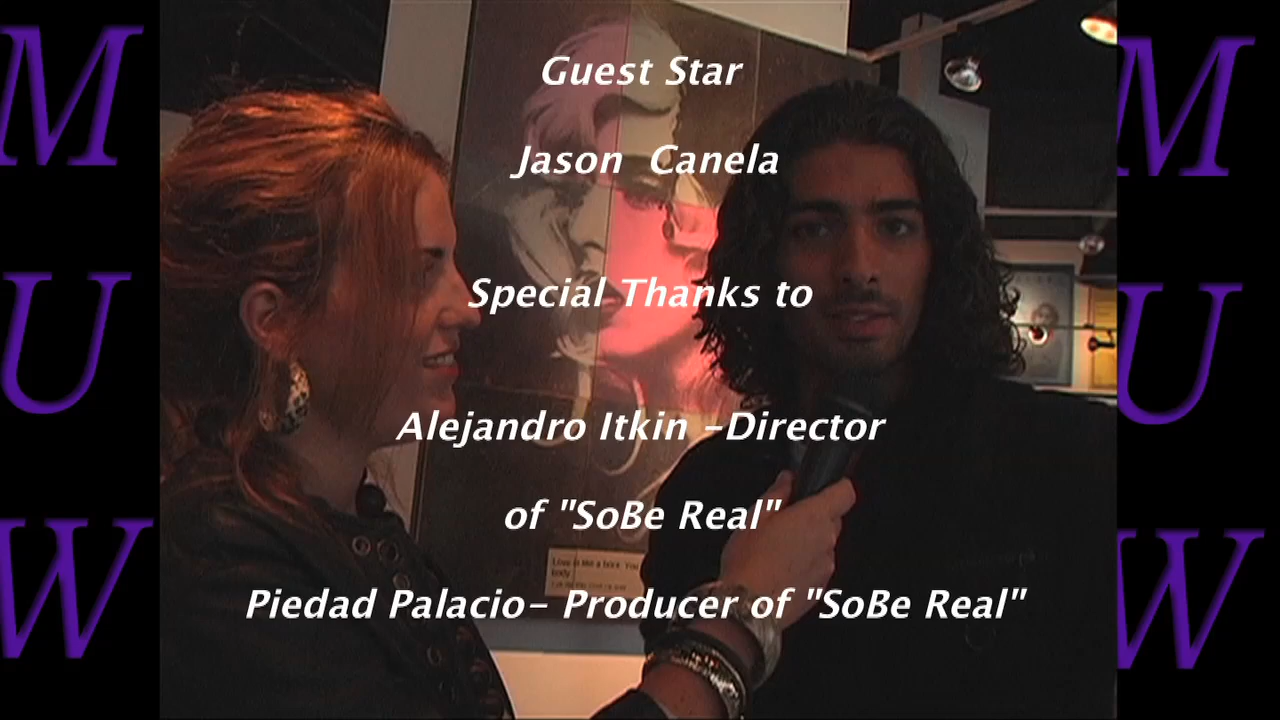 M
U
W
Guest Star
Jason Canela
Special Thanks to
Alejandro Itkin -Director
of "SoBe Real"
Piedad Palacio- Producer of "SoBe Real"
M
U
W